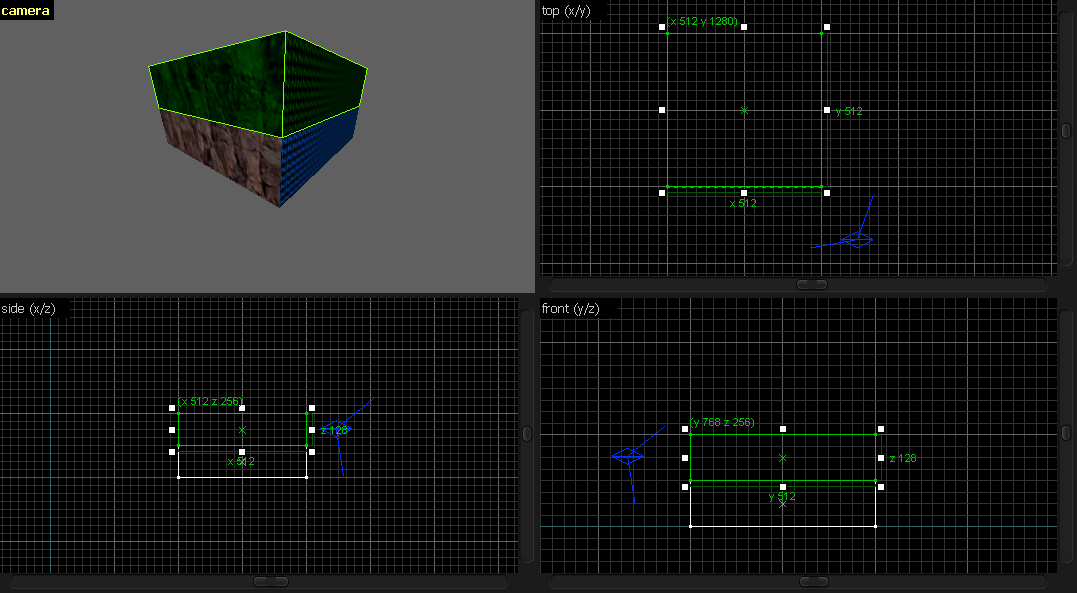 camera
top (x/y)
(x 512 y 1280)
y 512
x 512
side (x/z)
(x 512 z 256)
z 128
x 512
front (y/z)
(y 768 z 256)
z 128
y 512